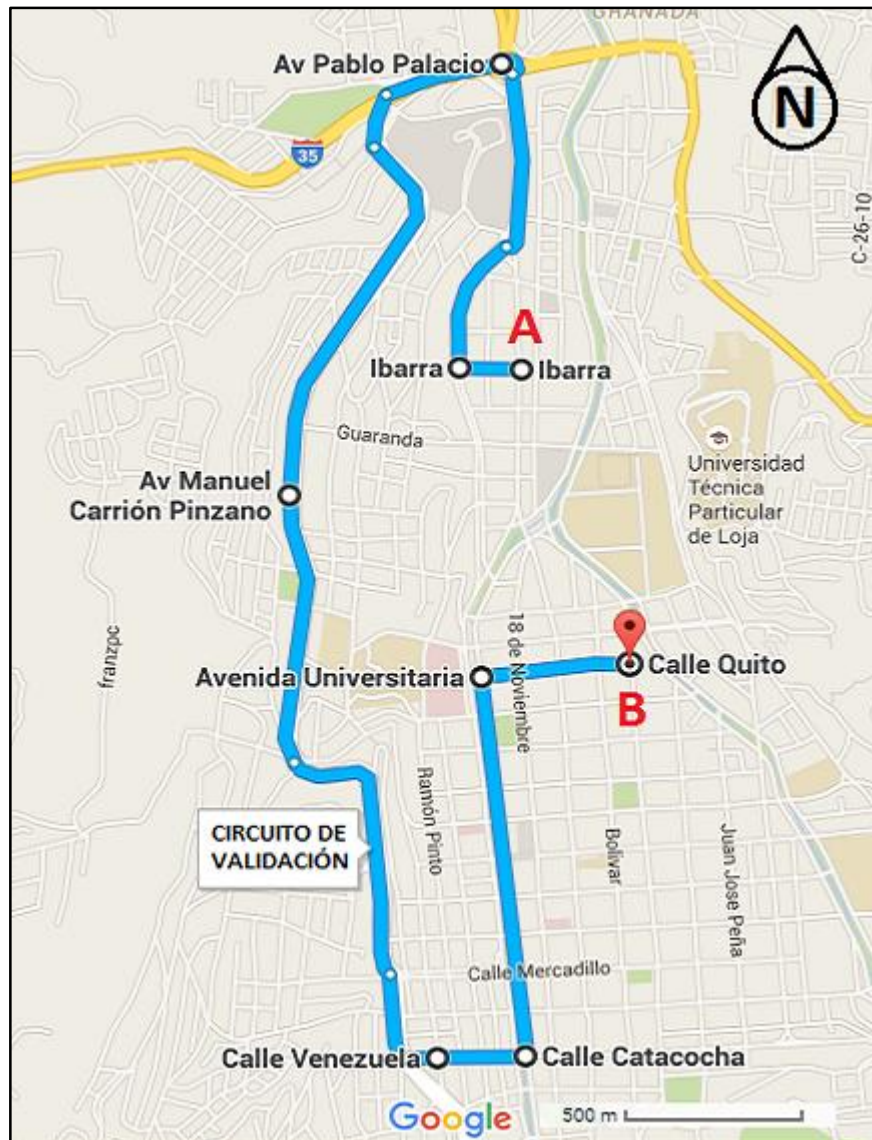 GRANADA
Av Pablo Palacio
N
35
C-26-10
A
Ibarra
Ibarra
Guaranda
Universidad
Técnica
Particular
de Loja
Av Manuel
Carrión Pinzano
franzpc
18 de Noviembre
Avenida Universitaria
Calle Quito
B
Ramón Pinto
CIRCUITO DE
VALIDACIÓN
Bolívar
Juan Jose Peña
Calle Mercadillo
Calle Venezuela
Calle Catacocha
Google
500 m